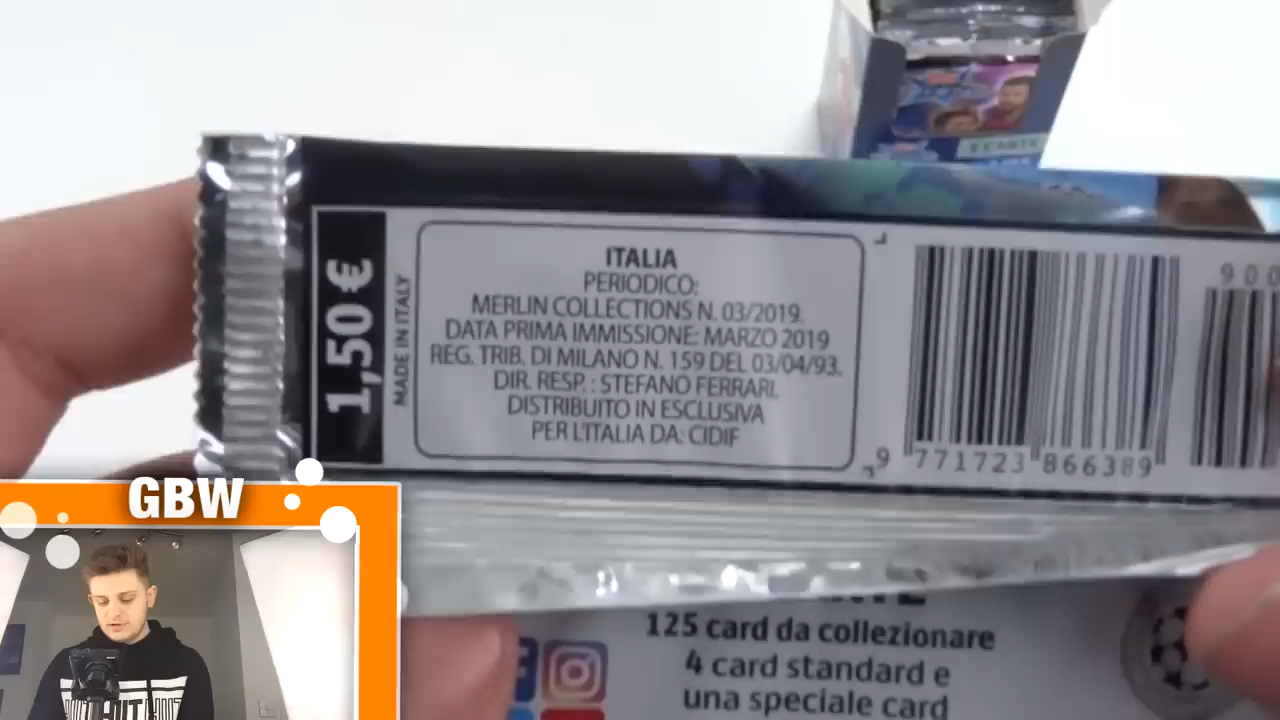 1,50 €
MADE IN ITALY
ITALIA
PERIODICO:
MERLIN COLLECTIONS N. 03/2019.
DATA PRIMA IMMISSIONE: MARZO 2019
REG. TRIB. DI MILANO N. 159 DEL 03/04/93.
DIR. RESP. : STEFANO FERRARI.
DISTRIBUITO IN ESCLUSIVA
PER L'ITALIA DA: CIDIF
9 771723 866389
900
GBW
125 card da collezionare
4 card standard e
una speciale card